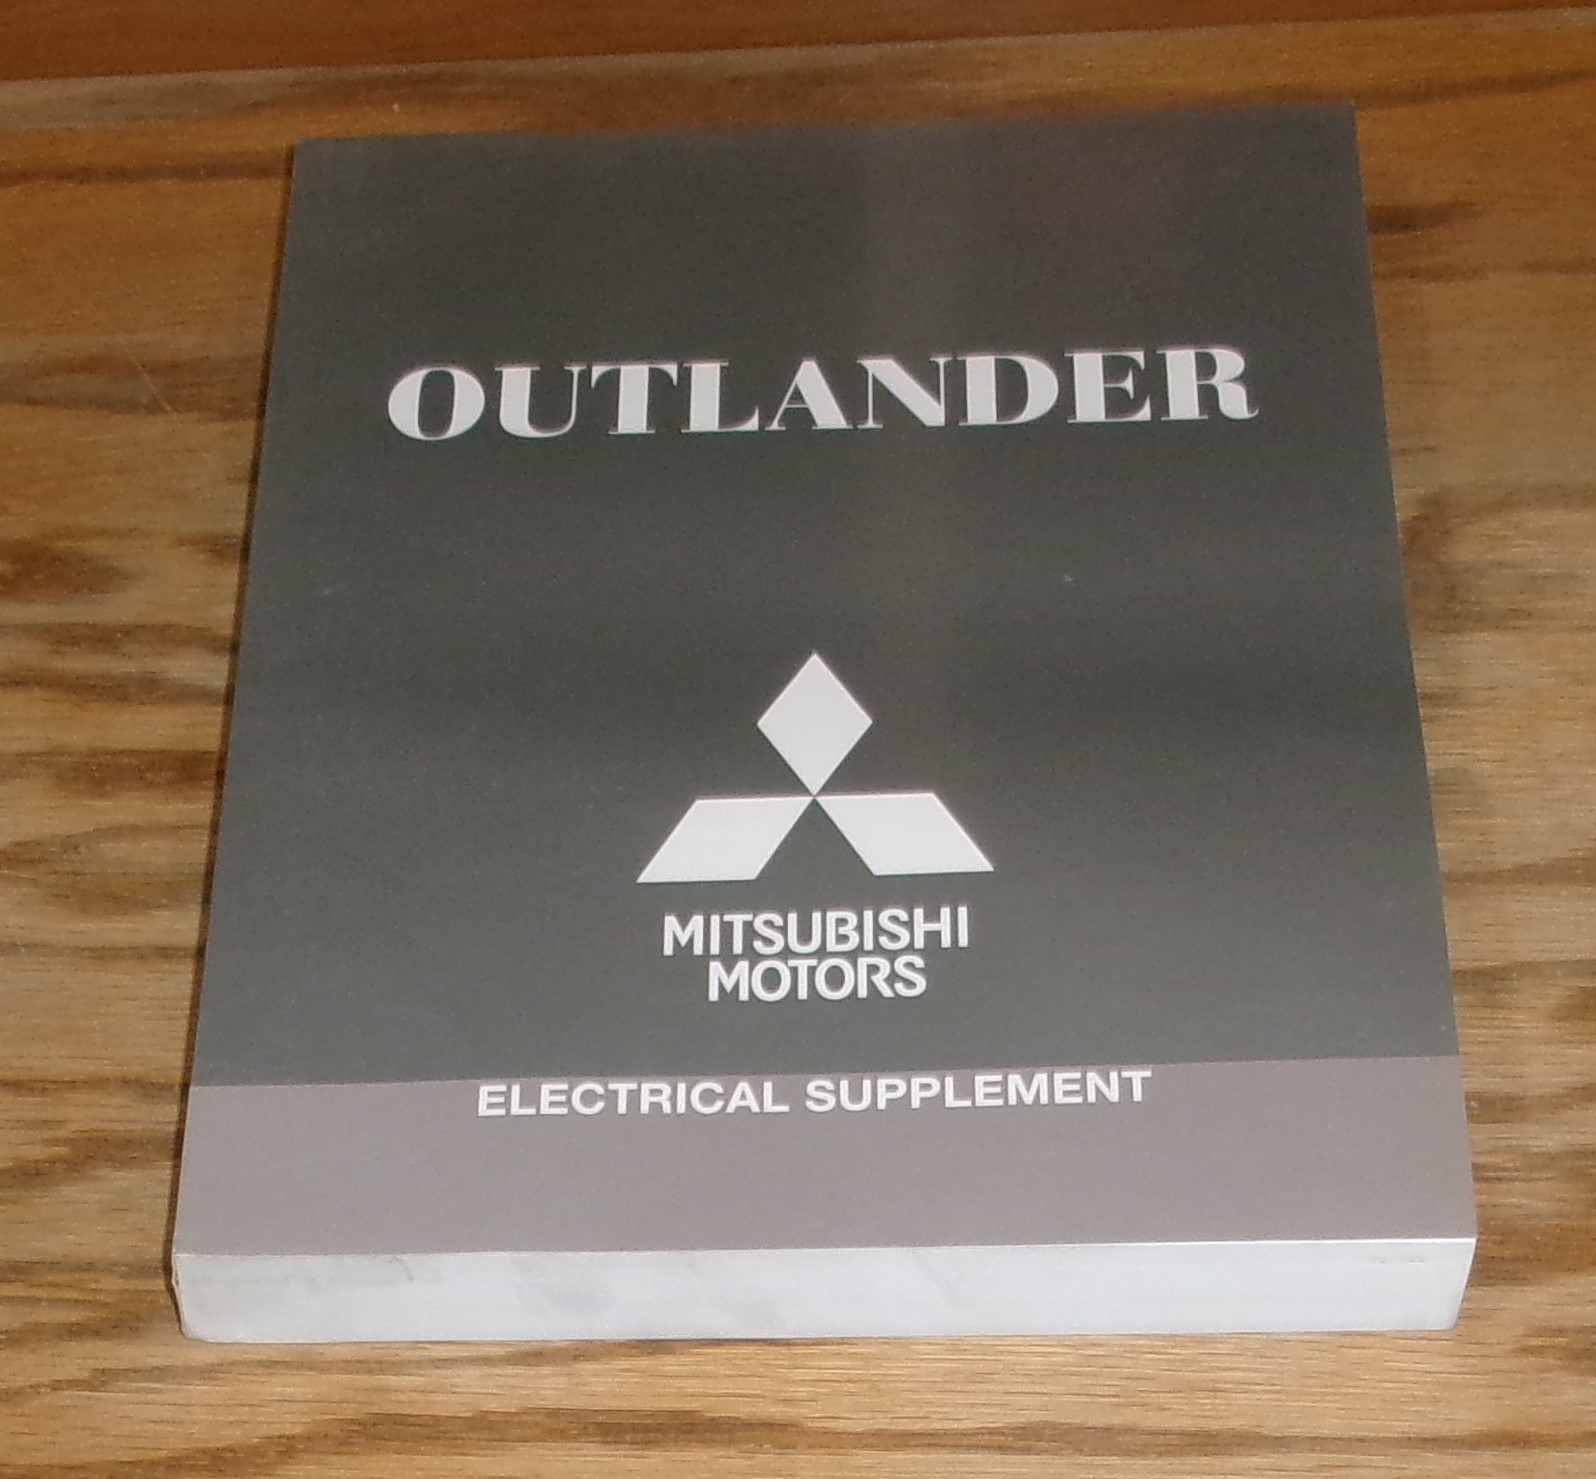 OUTLANDER
MITSUBISHI
MOTORS
ELECTRICAL SUPPLEMENT